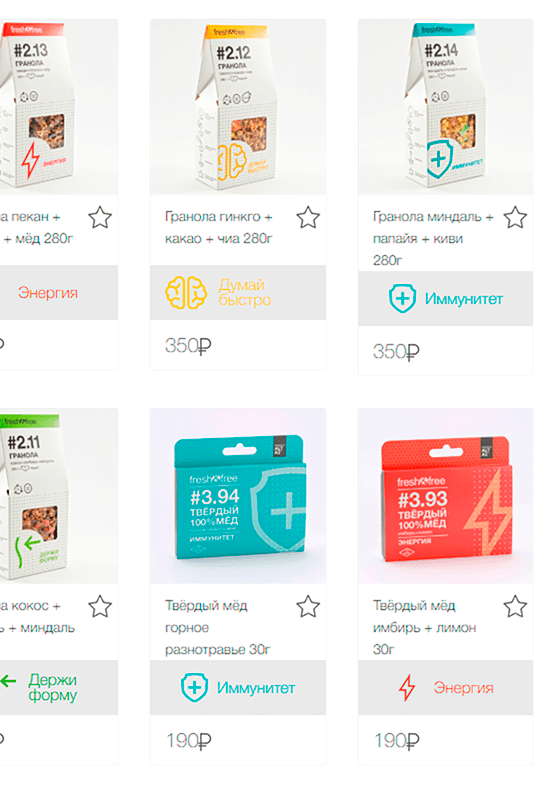 fresh free
#2.13
ГРАНОЛА
ЭНЕРГИЯ
fresh free
#2.12
ГРАНОЛА
ДУМАЙ
БЫСТРО
fresh free
#2.14
ГРАНОЛА
ИММУНИТЕТ
а пекан +
+ мёд 280г
Гранола гинкго +
какао + чиа 280г
Гранола миндаль +
папайя + киви
280г
Энергия
Думай
быстро
Иммунитет
₽
350₽
350₽
fresh free
#2.11
ГРАНОЛА
ДЕРЖИ
ФОРМУ
fresh free
#3.94
ТВЁРДЫЙ
100% МЁД
ИММУНИТЕТ
fresh free
#3.93
ТВЁРДЫЙ
100% МЁД
имбирь+лимон
ЭНЕРГИЯ
а кокос +
ь + миндаль
Твёрдый мёд
горное
разнотравье 30г
Твёрдый мёд
имбирь + лимон
30г
Держи
форму
Иммунитет
Энергия
₽
190₽
190₽